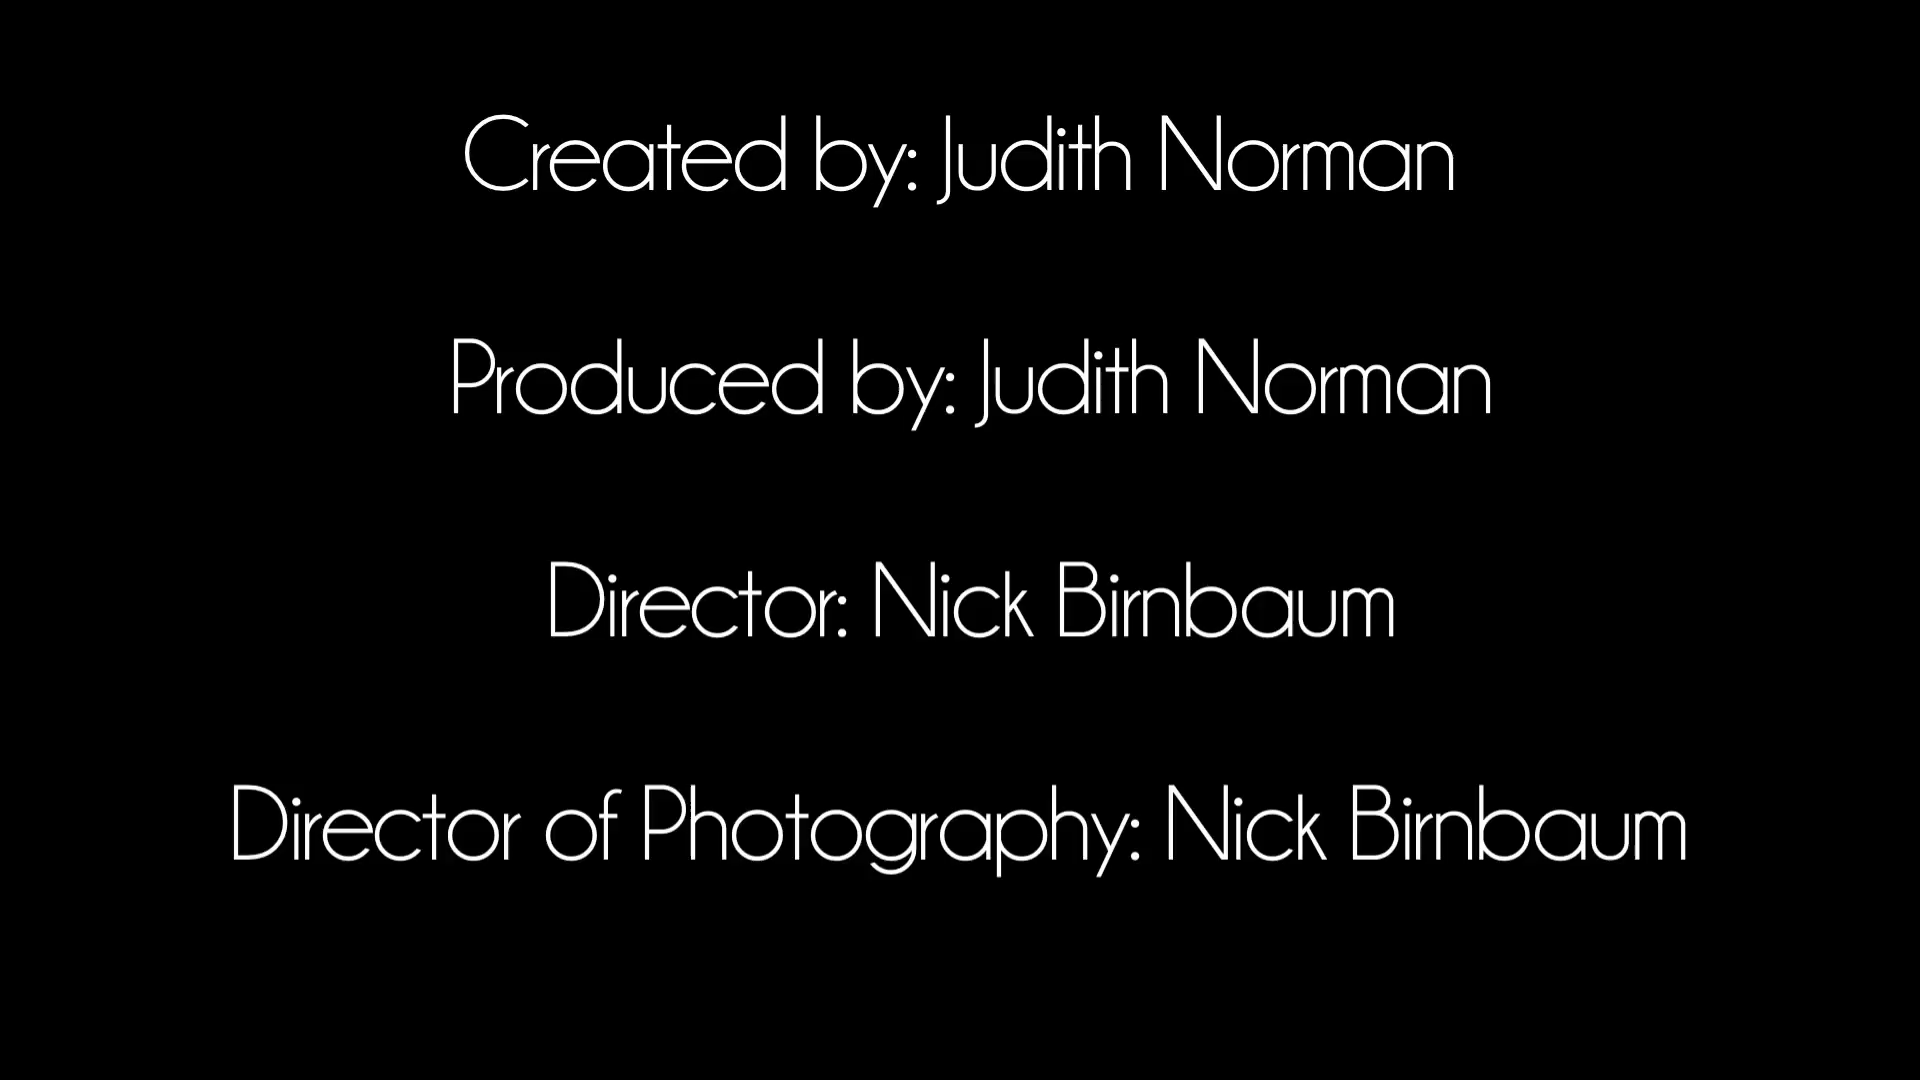 Created by: Judith Norman
Produced by: Judith Norman
Director: Nick Birnbaum
Director of Photography: Nick Birnbaum